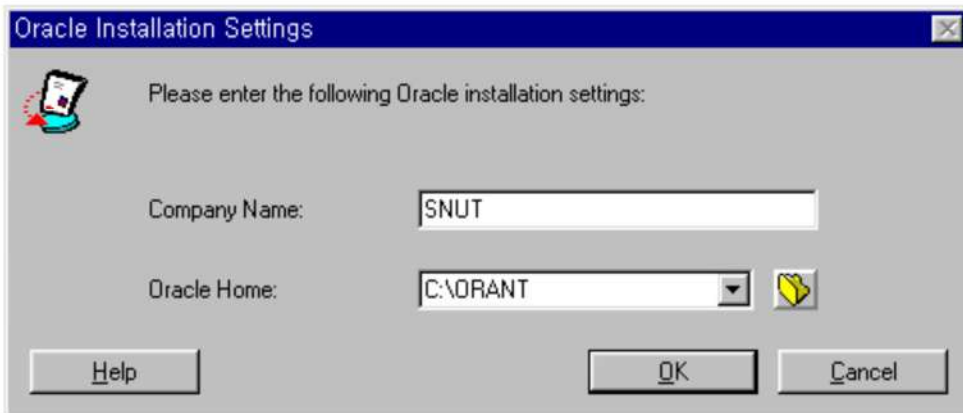 Oracle Installation Settings
Please enter the following Oracle installation settings:
Company Name: SNUT
Oracle Home: C:\ORANT
Help OK Cancel